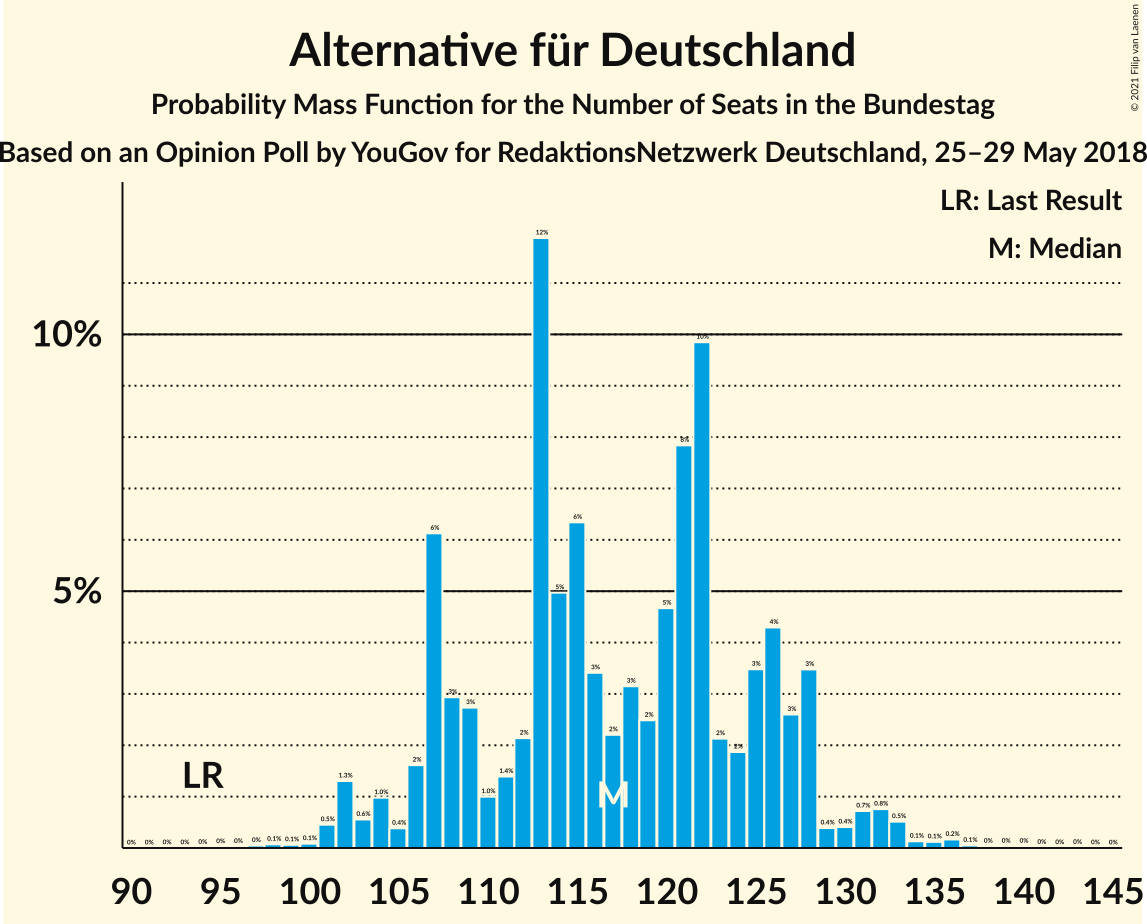 Alternative für Deutschland
Probability Mass Function for the Number of Seats in the Bundestag
Based on an Opinion Poll by YouGov for RedaktionsNetzwerk Deutschland, 25–29 May 2018
© 2021 Filip van Laenen
LR: Last Result
M: Median
10%
5%
LR
M
0% 0% 0% 0% 0% 0% 0% 0% 0.1% 0.1% 0.1% 0.5% 1.3% 0.6% 1.0% 0.4% 2% 6% 3% 3% 1.0% 1.4% 2% 12% 5% 6% 3% 2% 3% 2% 5% 8% 10% 2% 2% 3% 4% 3% 3% 0.4% 0.4% 0.7% 0.8% 0.5% 0.1% 0.1% 0.2% 0.1% 0% 0% 0% 0% 0% 0% 0% 0%
90 95 100 105 110 115 120 125 130 135 140 145